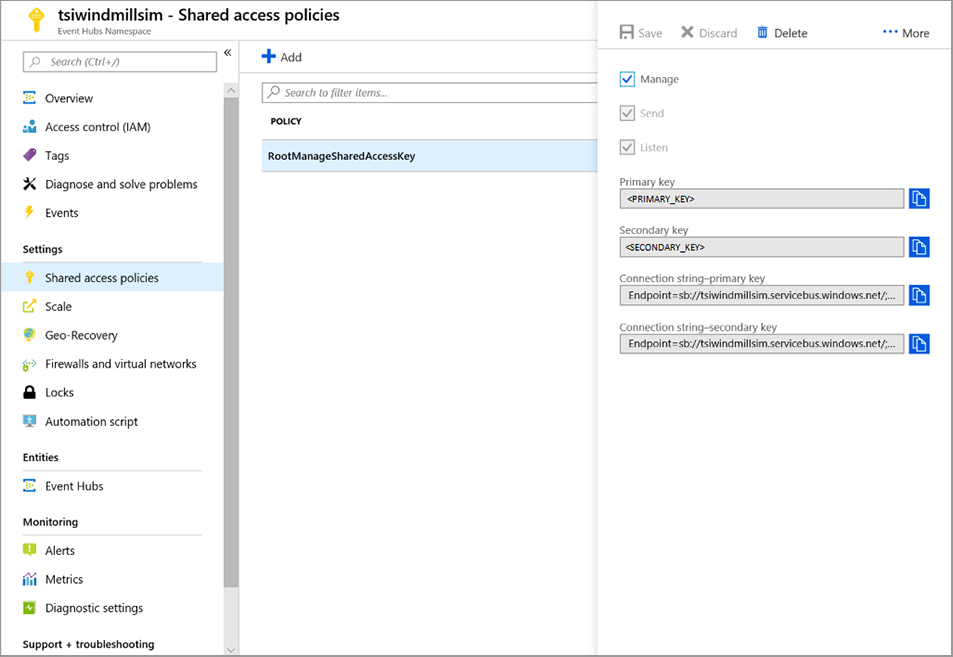 tsiwindmillsim - Shared access policies
Event Hubs Namespace
Search (Ctrl+/)
«
Overview
Access control (IAM)
Tags
Diagnose and solve problems
Events
Settings
Shared access policies
Scale
Geo-Recovery
Firewalls and virtual networks
Locks
Automation script
Entities
Event Hubs
Monitoring
Alerts
Metrics
Diagnostic settings
Support + troubleshooting
Add
Search to filter items...
POLICY
RootManageSharedAccessKey
Save Discard Delete ... More
Manage
Send
Listen
Primary key
<PRIMARY_KEY>
Secondary key
<SECONDARY_KEY>
Connection string–primary key
Endpoint=sb://tsiwindmillsim.servicebus.windows.net/;...
Connection string–secondary key
Endpoint=sb://tsiwindmillsim.servicebus.windows.net/;...